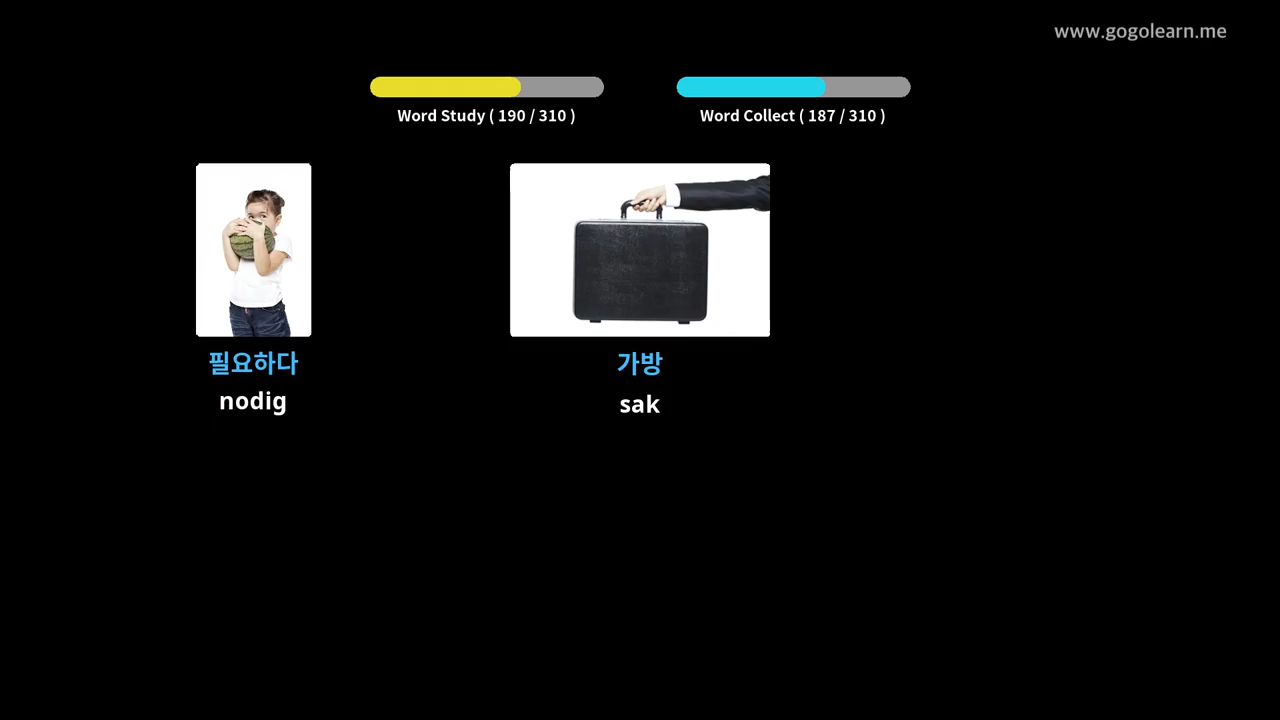 www.gogolearn.me
Word Study ( 190 / 310 )
Word Collect ( 187 / 310 )
필요하다
nodig
가방
sak